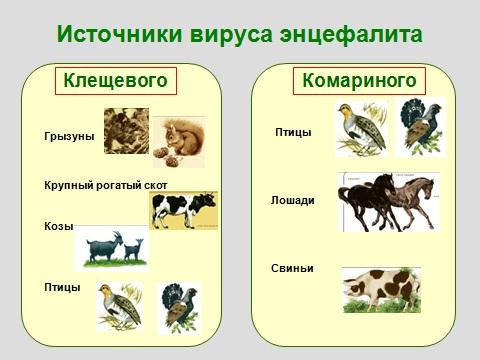 Источники вируса энцефалита
Клещевого
Грызуны
Крупный рогатый скот
Козы
Птицы
Комариного
Птицы
Лошади
Свиньи